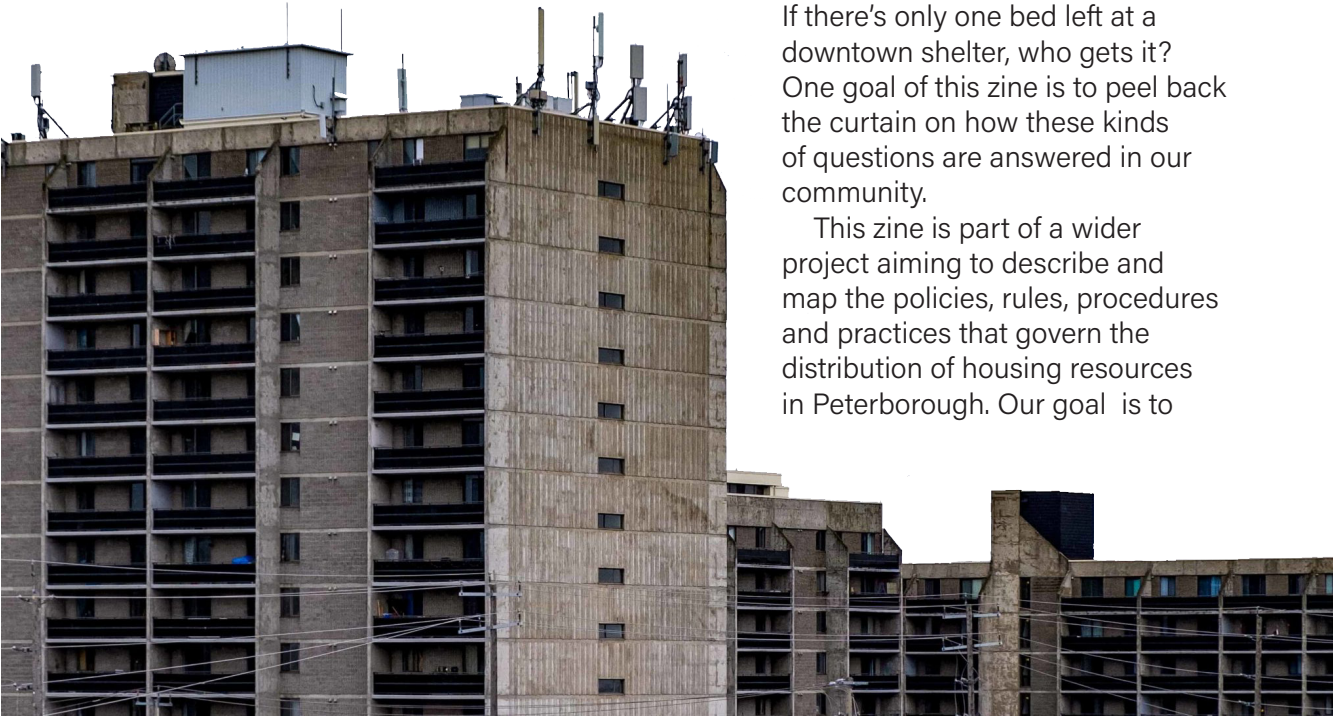 If there’s only one bed left at a
downtown shelter, who gets it?
One goal of this zine is to peel back
the curtain on how these kinds
of questions are answered in our
community.
This zine is part of a wider
project aiming to describe and
map the policies, rules, procedures
and practices that govern the
distribution of housing resources
in Peterborough. Our goal  is to